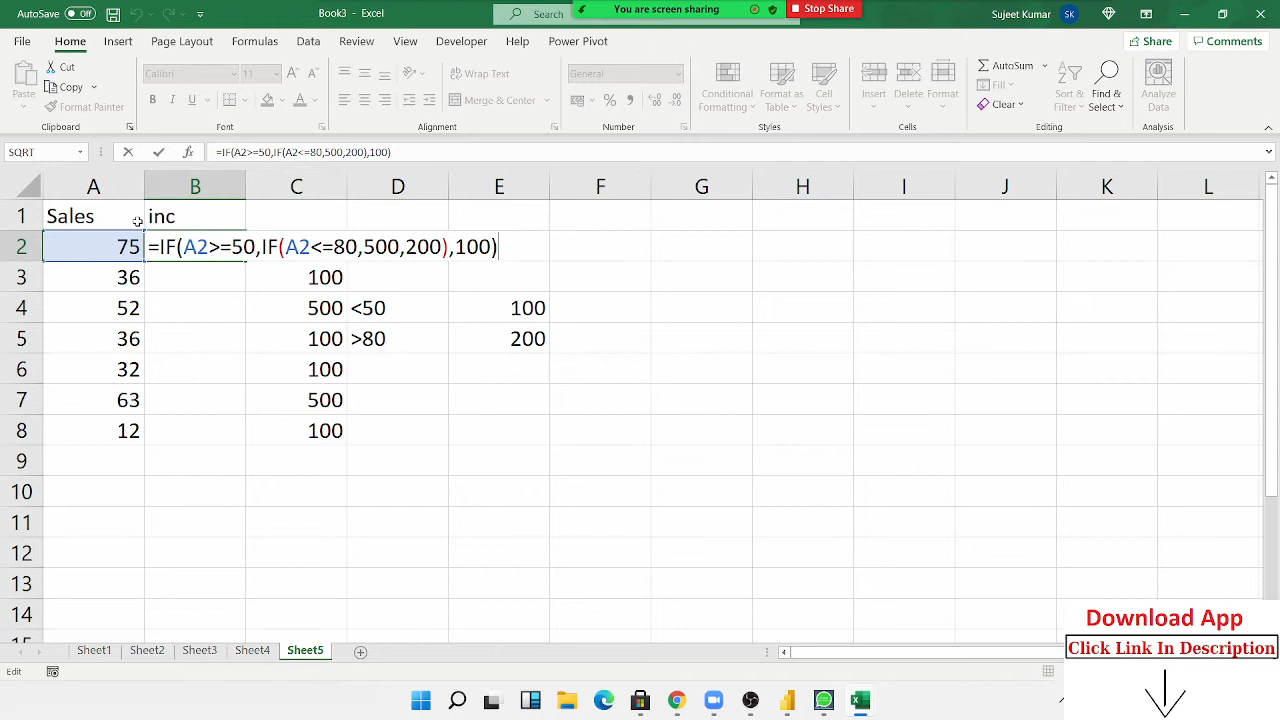 AutoSave Off Book3 - Excel Search You are screen sharing Stop Share Sujeet Kumar SK
File Home Insert Page Layout Formulas Data Review View Developer Help Power Pivot Share Comments
Paste Cut Copy Format Painter Calibri 11 B I U Wrap Text Merge & Center General Conditional Formatting Format as Table Cell Styles Insert Delete Format AutoSum Fill Clear Sort & Filter Find & Select Analyze Data
Clipboard Font Alignment Number Styles Cells Editing Analysis
SQRT fx =IF(A2>=50,IF(A2<=80,500,200),100)
A B C D E F G H I J K L
1 Sales inc
2 75 =IF(A2>=50,IF(A2<=80,500,200),100)
3 36 100
4 52 500 <50 100
5 36 100 >80 200
6 32 100
7 63 500
8 12 100
9
10
11
12
13
14
15
Download App
Click Link In Description
Sheet1 Sheet2 Sheet3 Sheet4 Sheet5
Edit